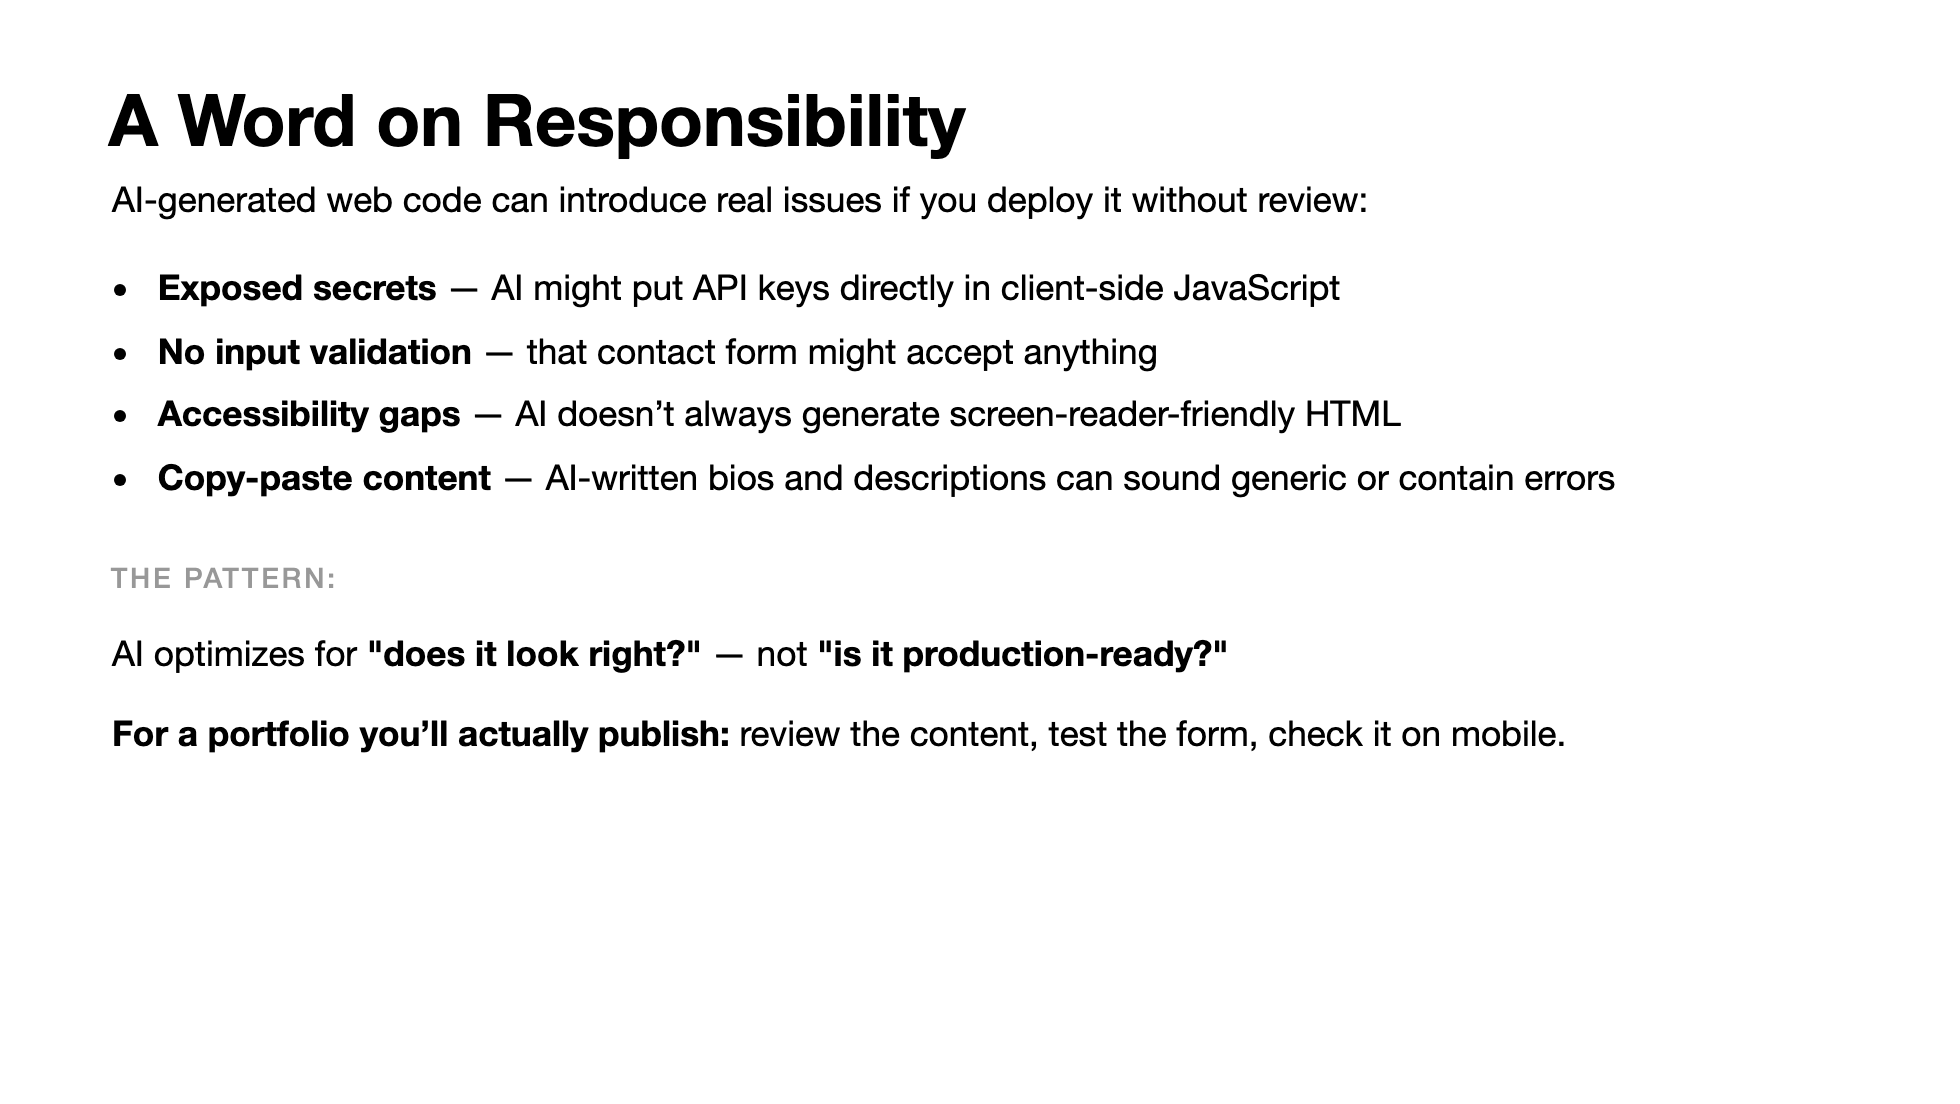 A Word on Responsibility
AI-generated web code can introduce real issues if you deploy it without review:
• Exposed secrets — AI might put API keys directly in client-side JavaScript
• No input validation — that contact form might accept anything
• Accessibility gaps — AI doesn’t always generate screen-reader-friendly HTML
• Copy-paste content — AI-written bios and descriptions can sound generic or contain errors
THE PATTERN:
AI optimizes for "does it look right?" — not "is it production-ready?"
For a portfolio you’ll actually publish: review the content, test the form, check it on mobile.